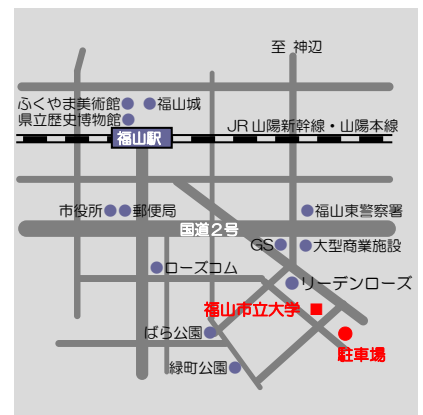 至 神辺
ふくやま美術館
福山城
県立歴史博物館
JR山陽新幹線・山陽本線
福山駅
市役所
郵便局
福山東警察署
国道2号
GS
大型商業施設
ローズコム
リーデンローズ
福山市立大学
ばら公園
駐車場
緑町公園